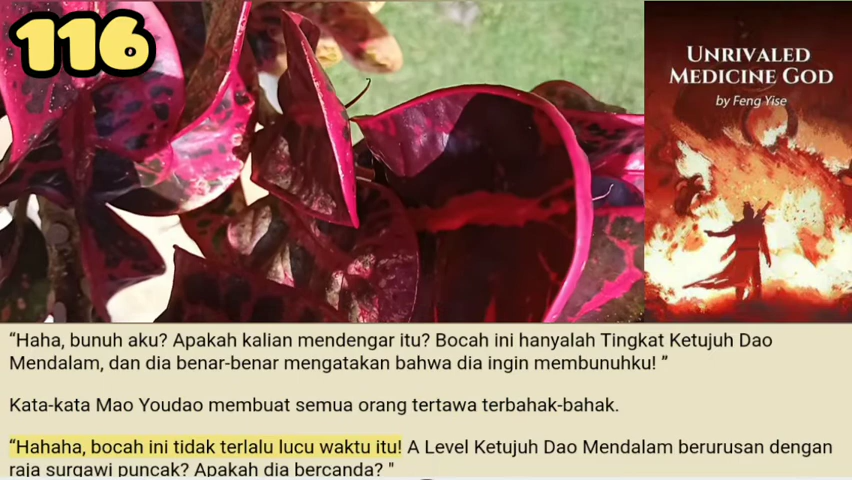 116
UNRIVALED
MEDICINE GOD
by Feng Yise
“Haha, bunuh aku? Apakah kalian mendengar itu? Bocah ini hanyalah Tingkat Ketujuh Dao
Mendalam, dan dia benar-benar mengatakan bahwa dia ingin membunuhku! ”
Kata-kata Mao Youdao membuat semua orang tertawa terbahak-bahak.
“Hahaha, bocah ini tidak terlalu lucu waktu itu! A Level Ketujuh Dao Mendalam berurusan dengan
raja surgawi puncak? Apakah dia bercanda? "